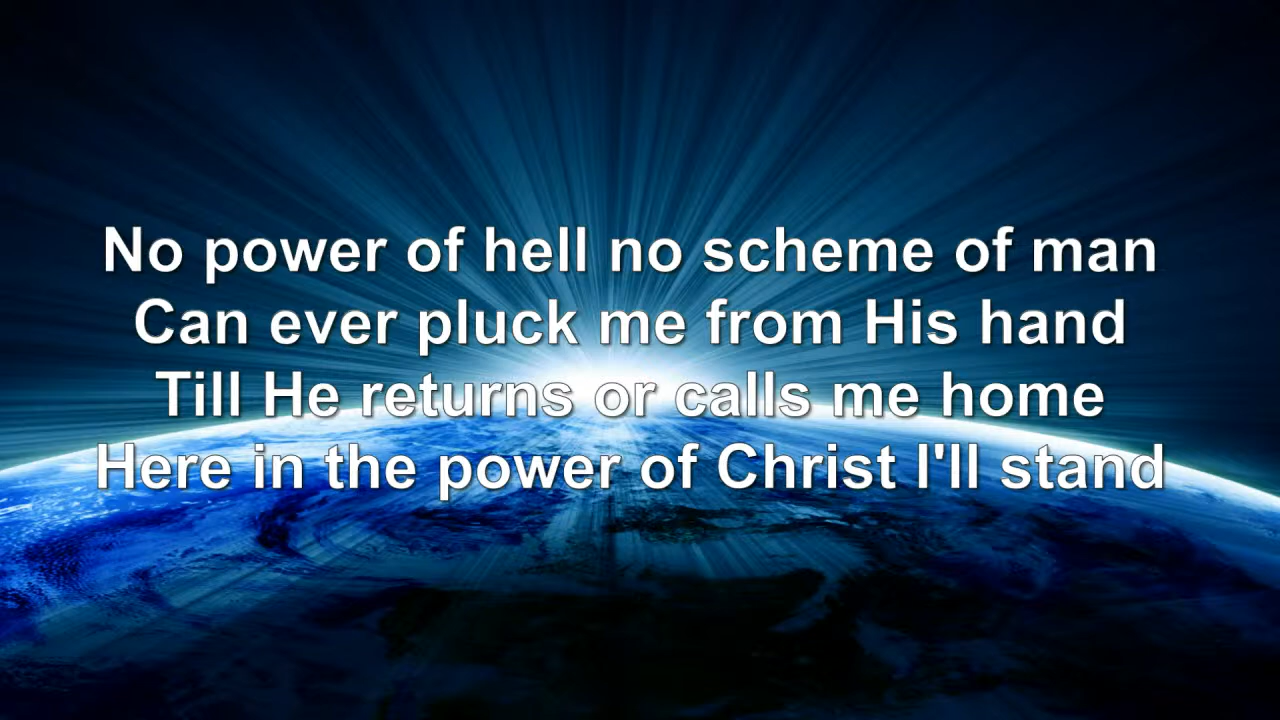 No power of hell no scheme of man
Can ever pluck me from His hand
Till He returns or calls me home
Here in the power of Christ I'll stand